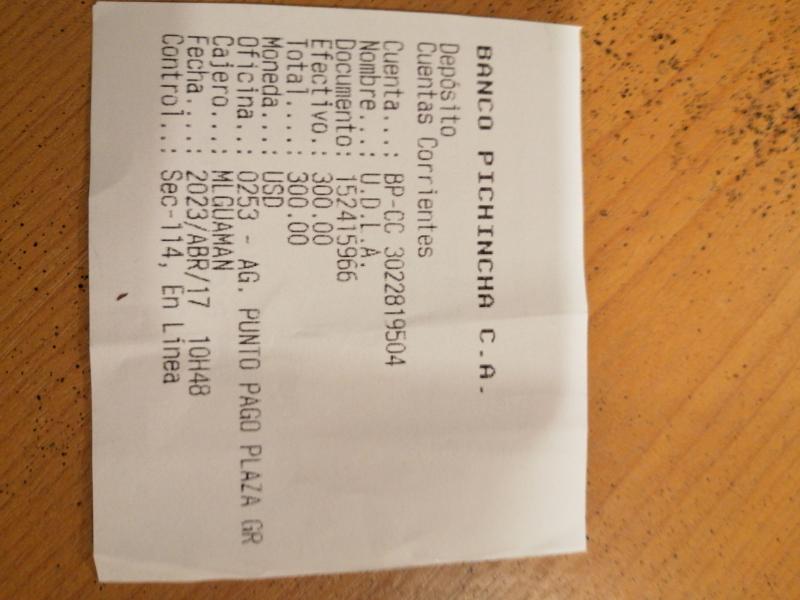 BANCO PICHINCHA C.A.
Depósito
Cuentas Corrientes
Cuenta...: BP-CC 3022819504
Nombre...: U.D.L.A.
Documento: 152415966
Efectivo.: 300.00
Total....: 300.00
Moneda...: USD
Oficina..: 0253 - AG. PUNTO PAGO PLAZA GR
Cajero...: MLGUAMAN
Fecha....: 2023/ABR/17 10H48
Control..: Sec-114, En Linea